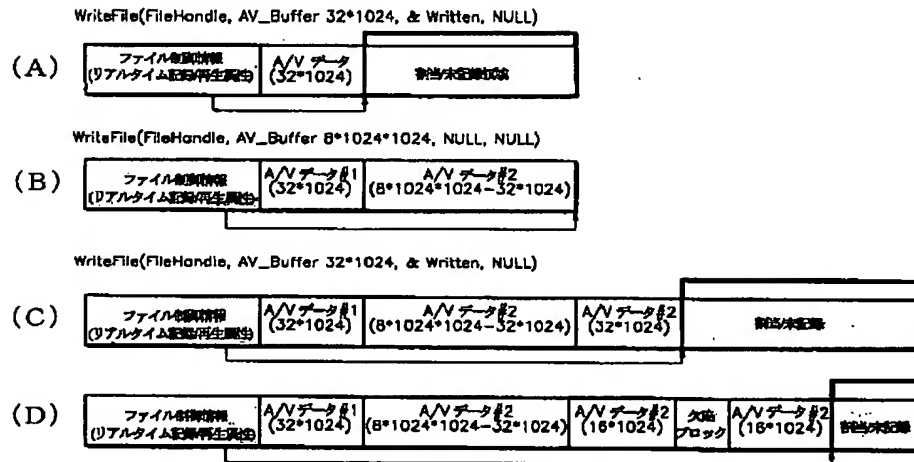 WriteFile(FileHandle, AV_Buffer 32*1024, & Written, NULL)
(A)
ファイル制御情報
(リアルタイム記録/再生属性)
A/V データ
(32*1024)
割当/未記録領域
WriteFile(FileHandle, AV_Buffer 8*1024*1024, NULL, NULL)
(B)
ファイル制御情報
(リアルタイム記録/再生属性)
A/V データ#1
(32*1024)
A/V データ#2
(8*1024*1024-32*1024)
WriteFile(FileHandle, AV_Buffer 32*1024, & Written, NULL)
(C)
ファイル制御情報
(リアルタイム記録/再生属性)
A/V データ#1
(32*1024)
A/V データ#2
(8*1024*1024-32*1024)
A/V データ#2
(32*1024)
割当/未記録
(D)
ファイル制御情報
(リアルタイム記録/再生属性)
A/V データ#1
(32*1024)
A/V データ#2
(8*1024*1024-32*1024)
A/V データ#2
(16*1024)
欠陥
ブロック
A/V データ#2
(16*1024)
割当/未記録